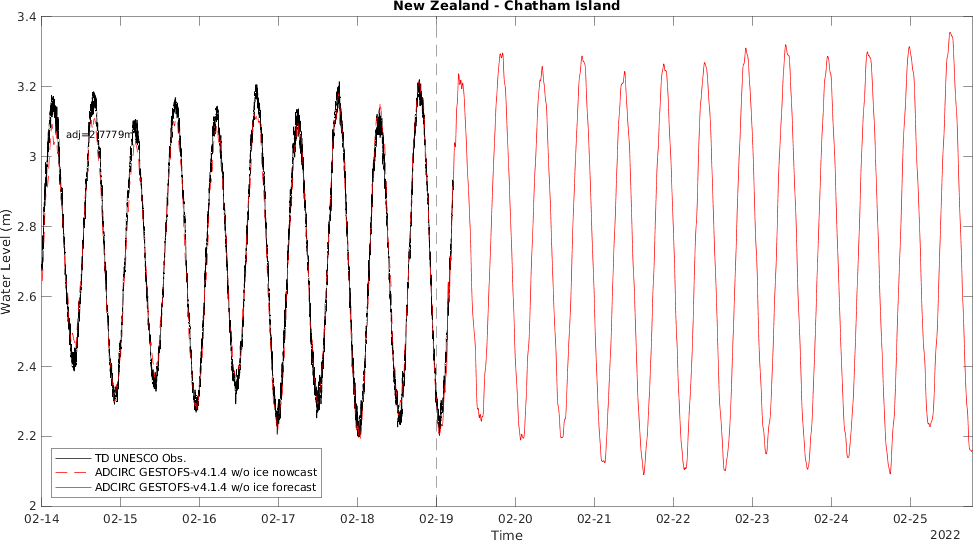 New Zealand - Chatham Island
3.4
3.2
3
2.8
2.6
2.4
2.2
2
Water Level (m)
adj=2.7779m
TD UNESCO Obs.
ADCIRC GESTOFS-v4.1.4 w/o ice nowcast
ADCIRC GESTOFS-v4.1.4 w/o ice forecast
02-14 02-15 02-16 02-17 02-18 02-19 02-20 02-21 02-22 02-23 02-24 02-25
Time
2022